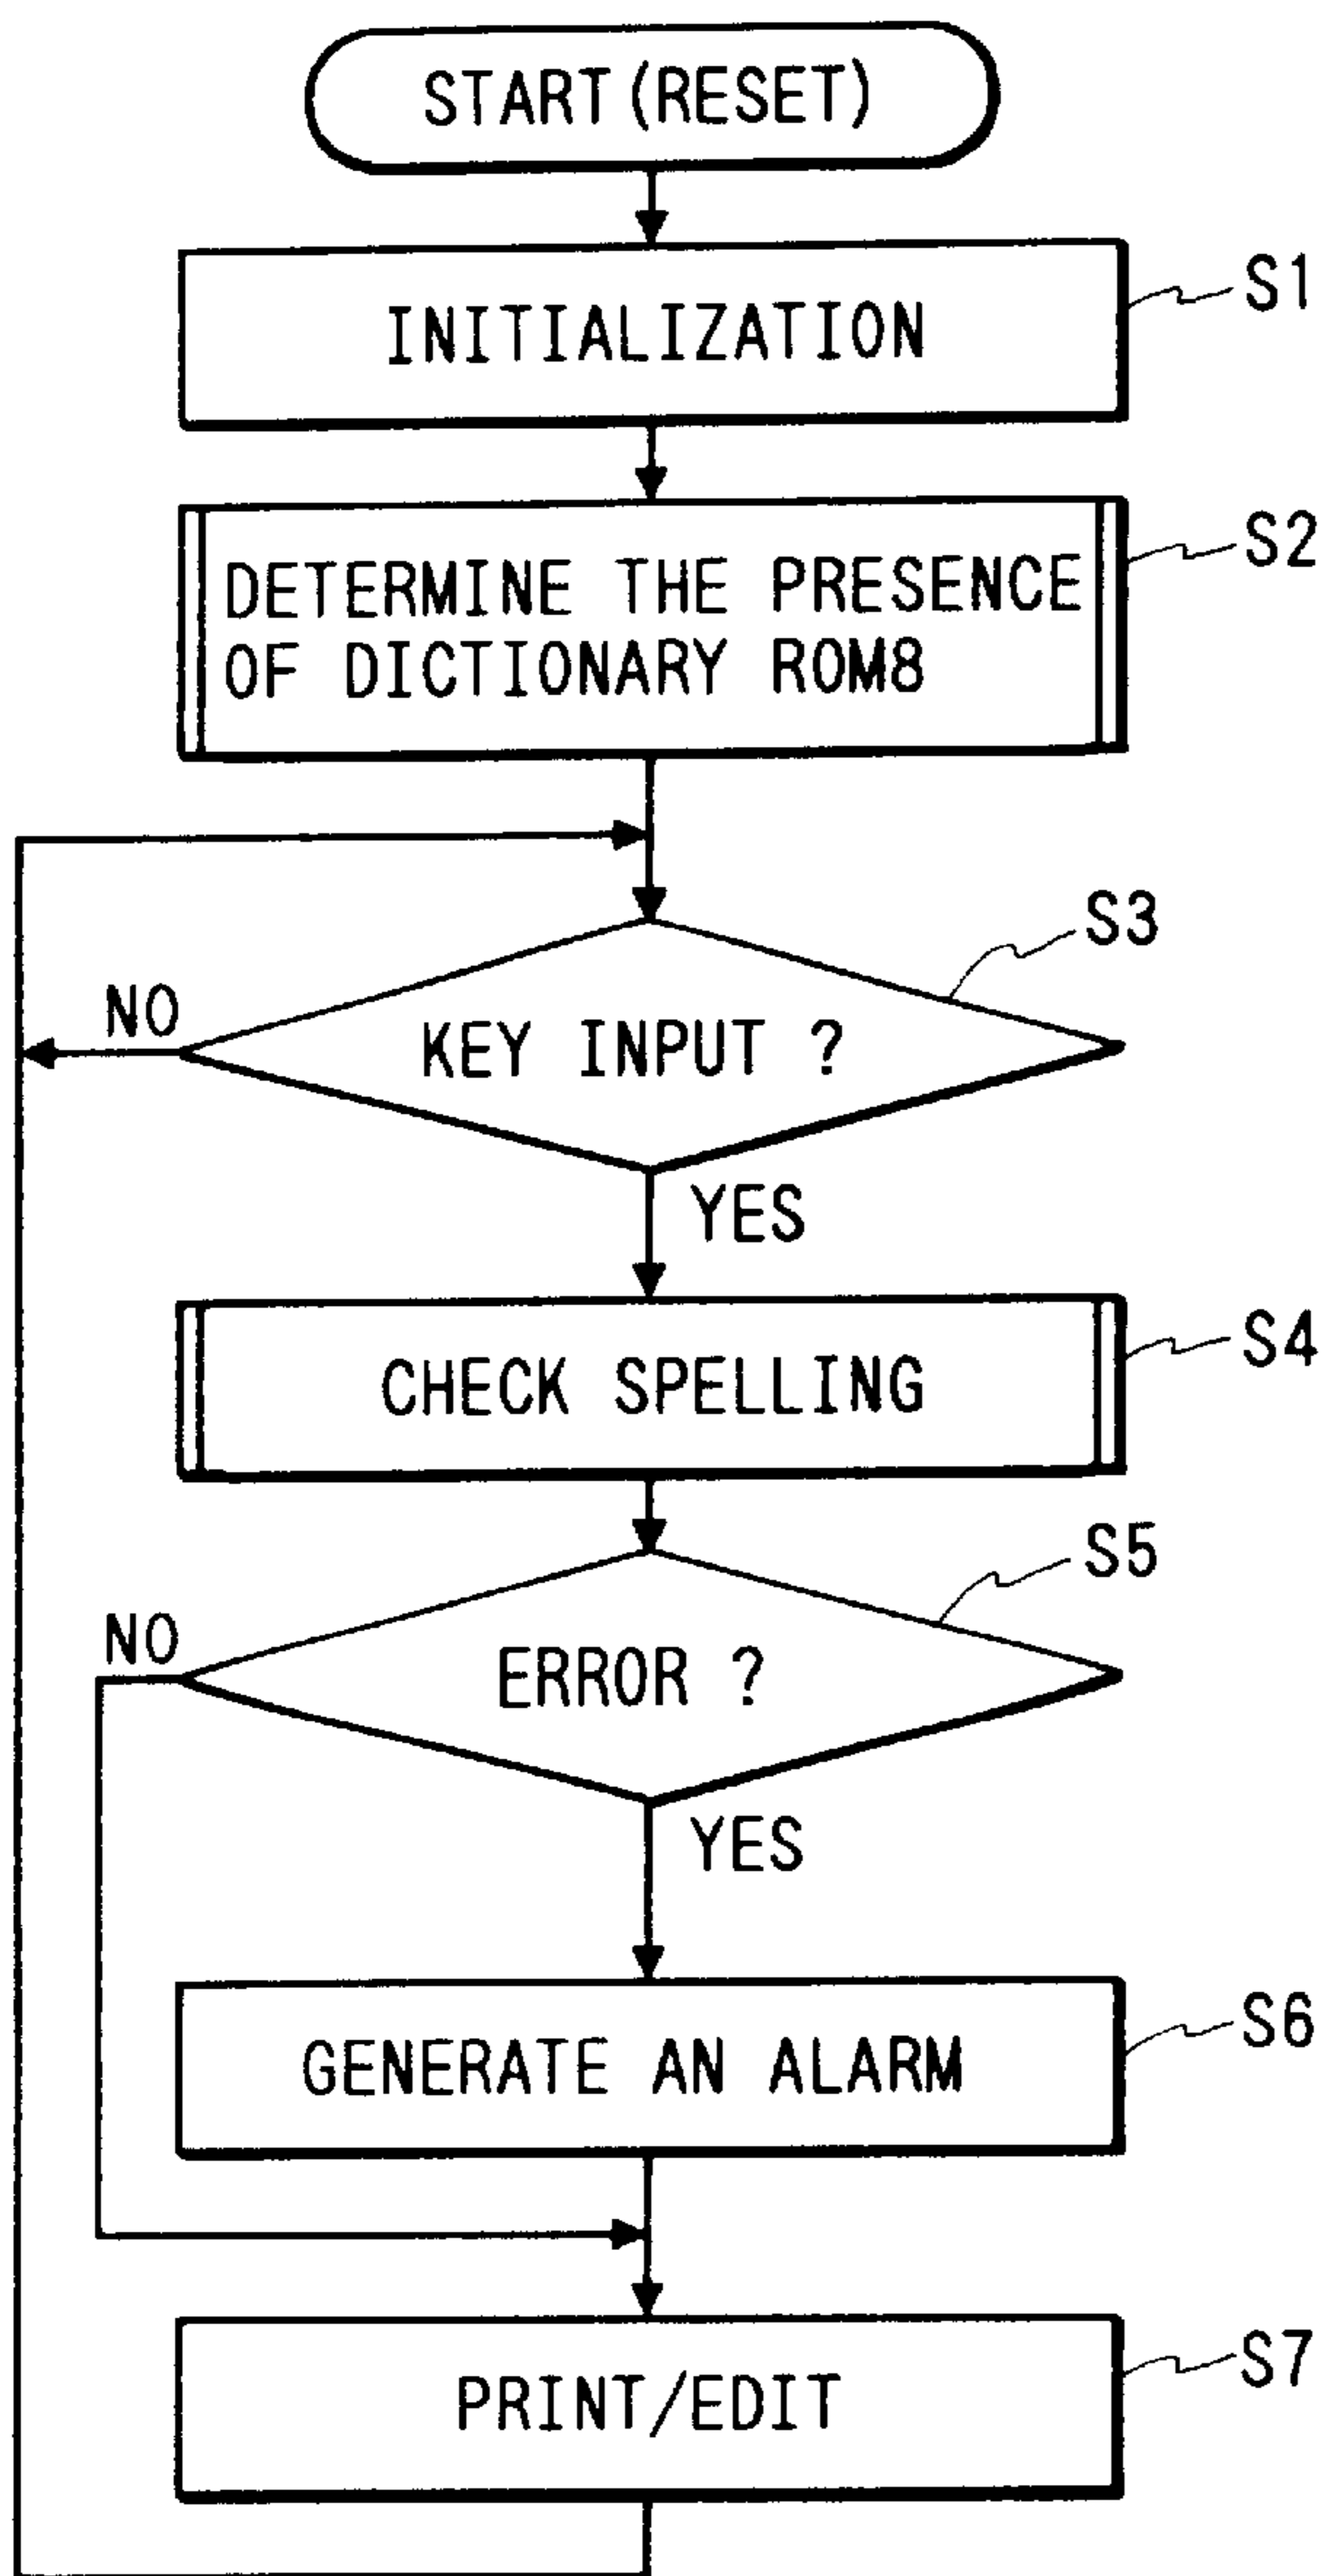 START(RESET)
INITIALIZATION
S1
DETERMINE THE PRESENCE
OF DICTIONARY ROM8
S2
S3
NO
KEY INPUT ?
YES
CHECK SPELLING
S4
S5
NO
ERROR ?
YES
GENERATE AN ALARM
S6
PRINT/EDIT
S7